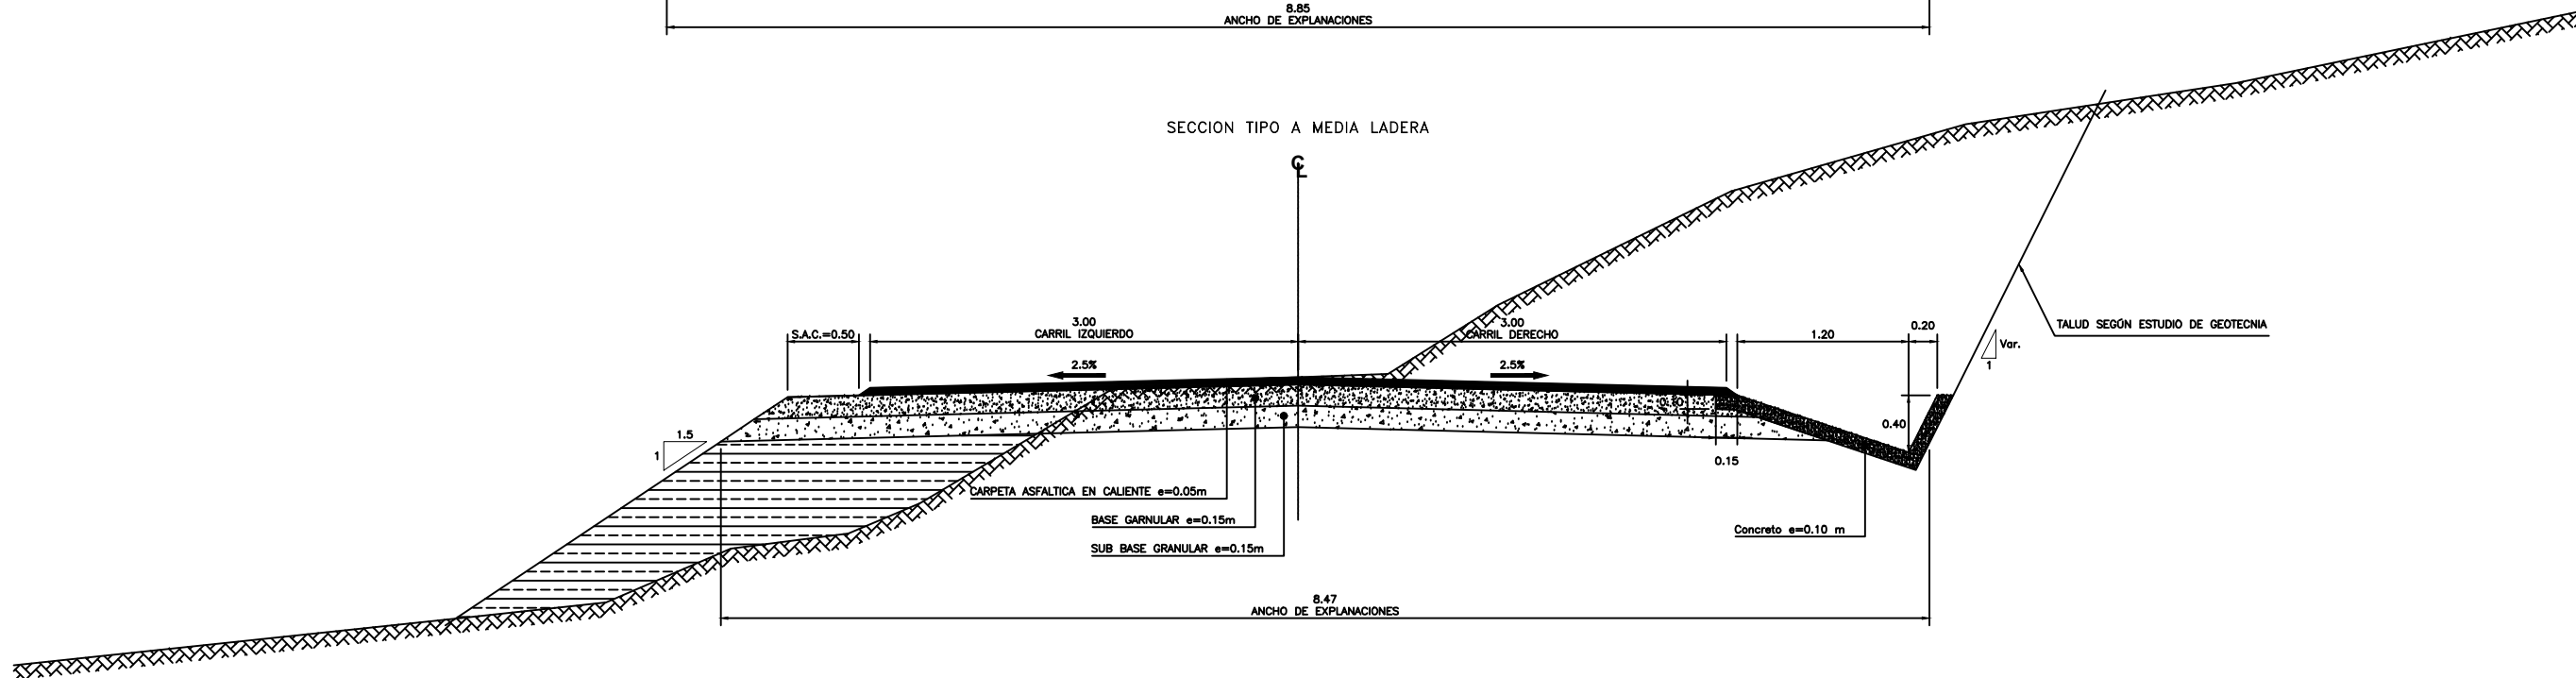 8.85
ANCHO DE EXPLANACIONES
SECCION TIPO A MEDIA LADERA
CL
S.A.C.=0.50
3.00
CARRIL IZQUIERDO
3.00
CARRIL DERECHO
1.20
0.20
TALUD SEGÚN ESTUDIO DE GEOTECNIA
Var.
1
2.5%
2.5%
0.40
1.5
1
0.15
CARPETA ASFALTICA EN CALIENTE e=0.05m
BASE GARNULAR e=0.15m
SUB BASE GRANULAR e=0.15m
Concreto e=0.10 m
8.47
ANCHO DE EXPLANACIONES